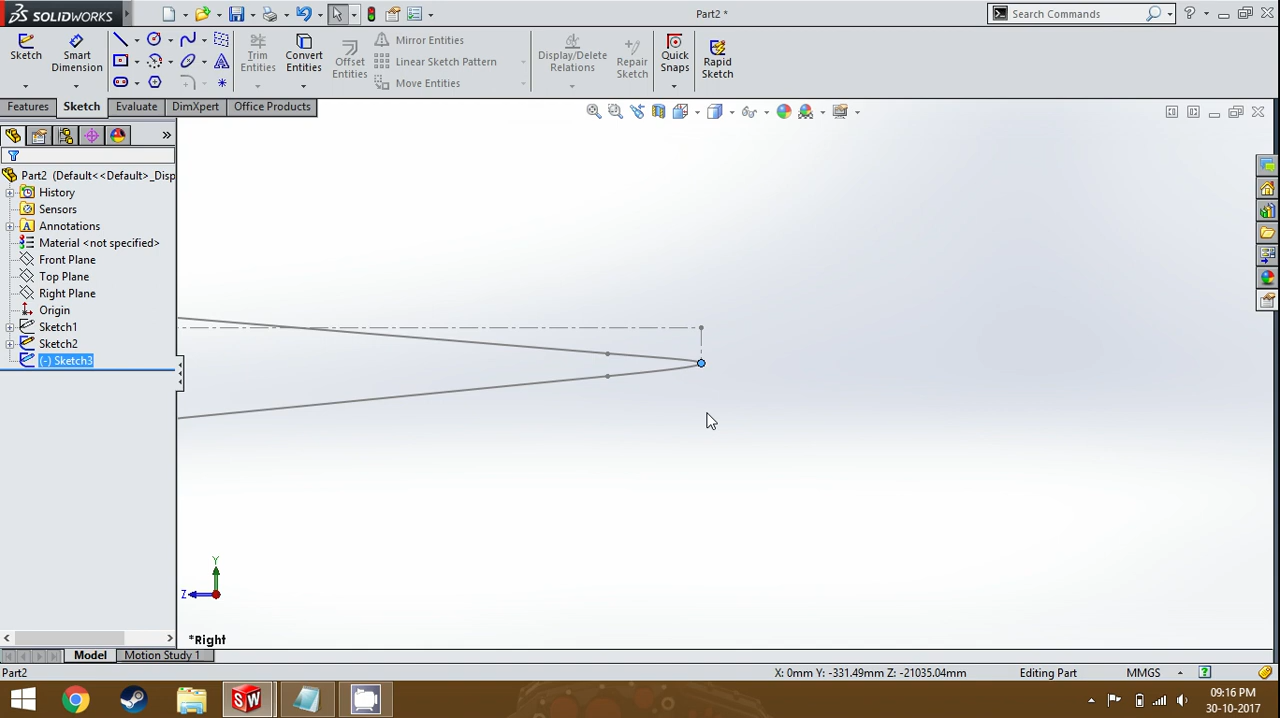 SOLIDWORKS
Part2 *
Search Commands
Sketch
Smart Dimension
Trim Entities
Convert Entities
Offset Entities
Mirror Entities
Linear Sketch Pattern
Move Entities
Display/Delete Relations
Repair Sketch
Quick Snaps
Rapid Sketch
Features
Sketch
Evaluate
DimXpert
Office Products
Part2 (Default<<Default>_Disp
History
Sensors
Annotations
Material <not specified>
Front Plane
Top Plane
Right Plane
Origin
Sketch1
Sketch2
(-) Sketch3
Y
Z
*Right
Model
Motion Study 1
Part2
X: 0mm Y: -331.49mm Z: -21035.04mm
Editing Part
MMGS
09:16 PM
30-10-2017